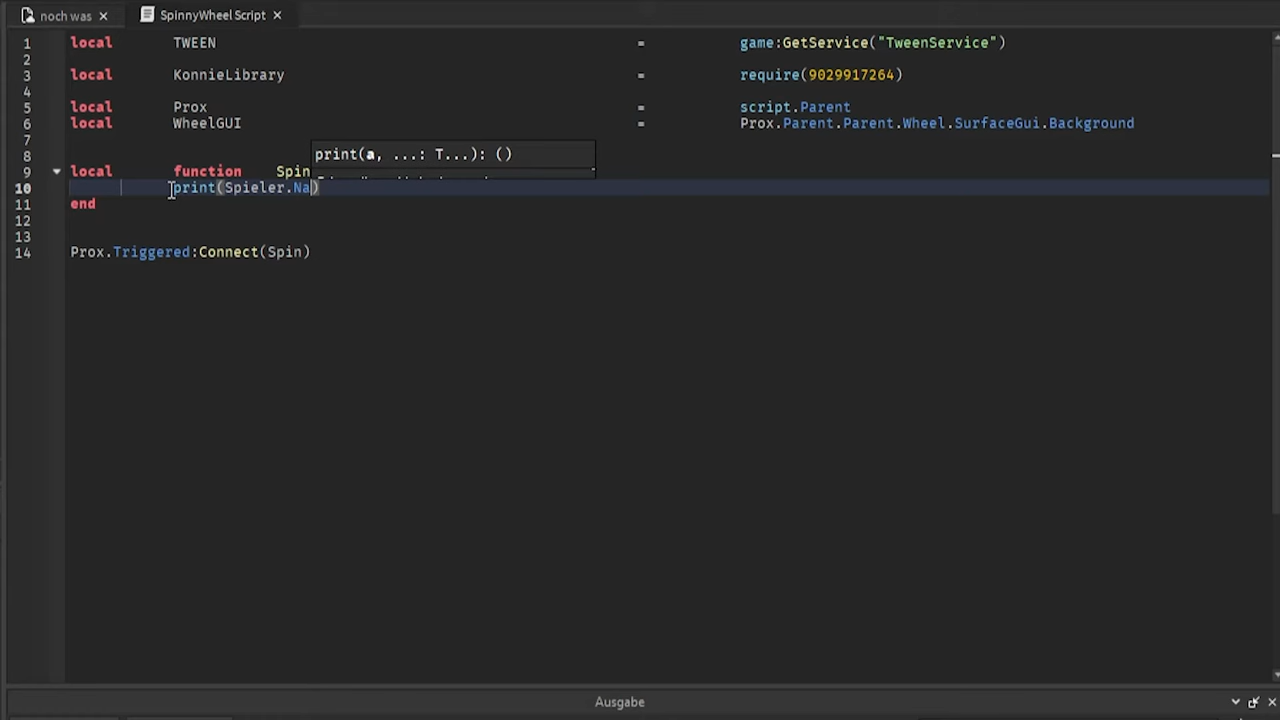 noch was
SpinnyWheel Script
1 local TWEEN = game:GetService("TweenService")
2
3 local KonnieLibrary = require(9029917264)
4
5 local Prox = script.Parent
6 local WheelGUI = Prox.Parent.Parent.Wheel.SurfaceGui.Background
7
8
print(a, ...: T...): ()
9 local function Spin
10 print(Spieler.Na)
11 end
12
13
14 Prox.Triggered:Connect(Spin)
Ausgabe